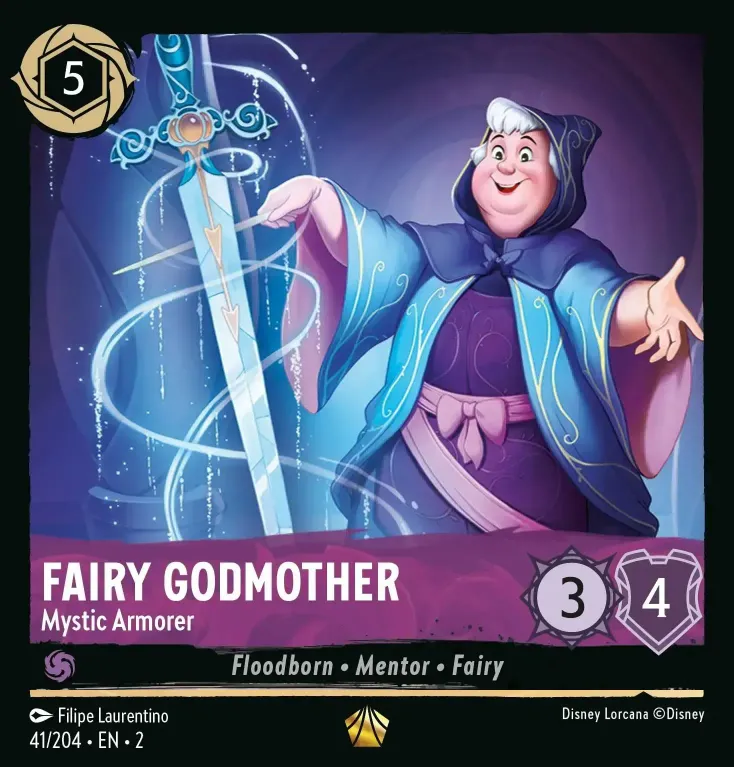 5
FAIRY GODMOTHER
Mystic Armorer
3
4
Floodborn • Mentor • Fairy
Filipe Laurentino
Disney Lorcana ©Disney
41/204 • EN • 2